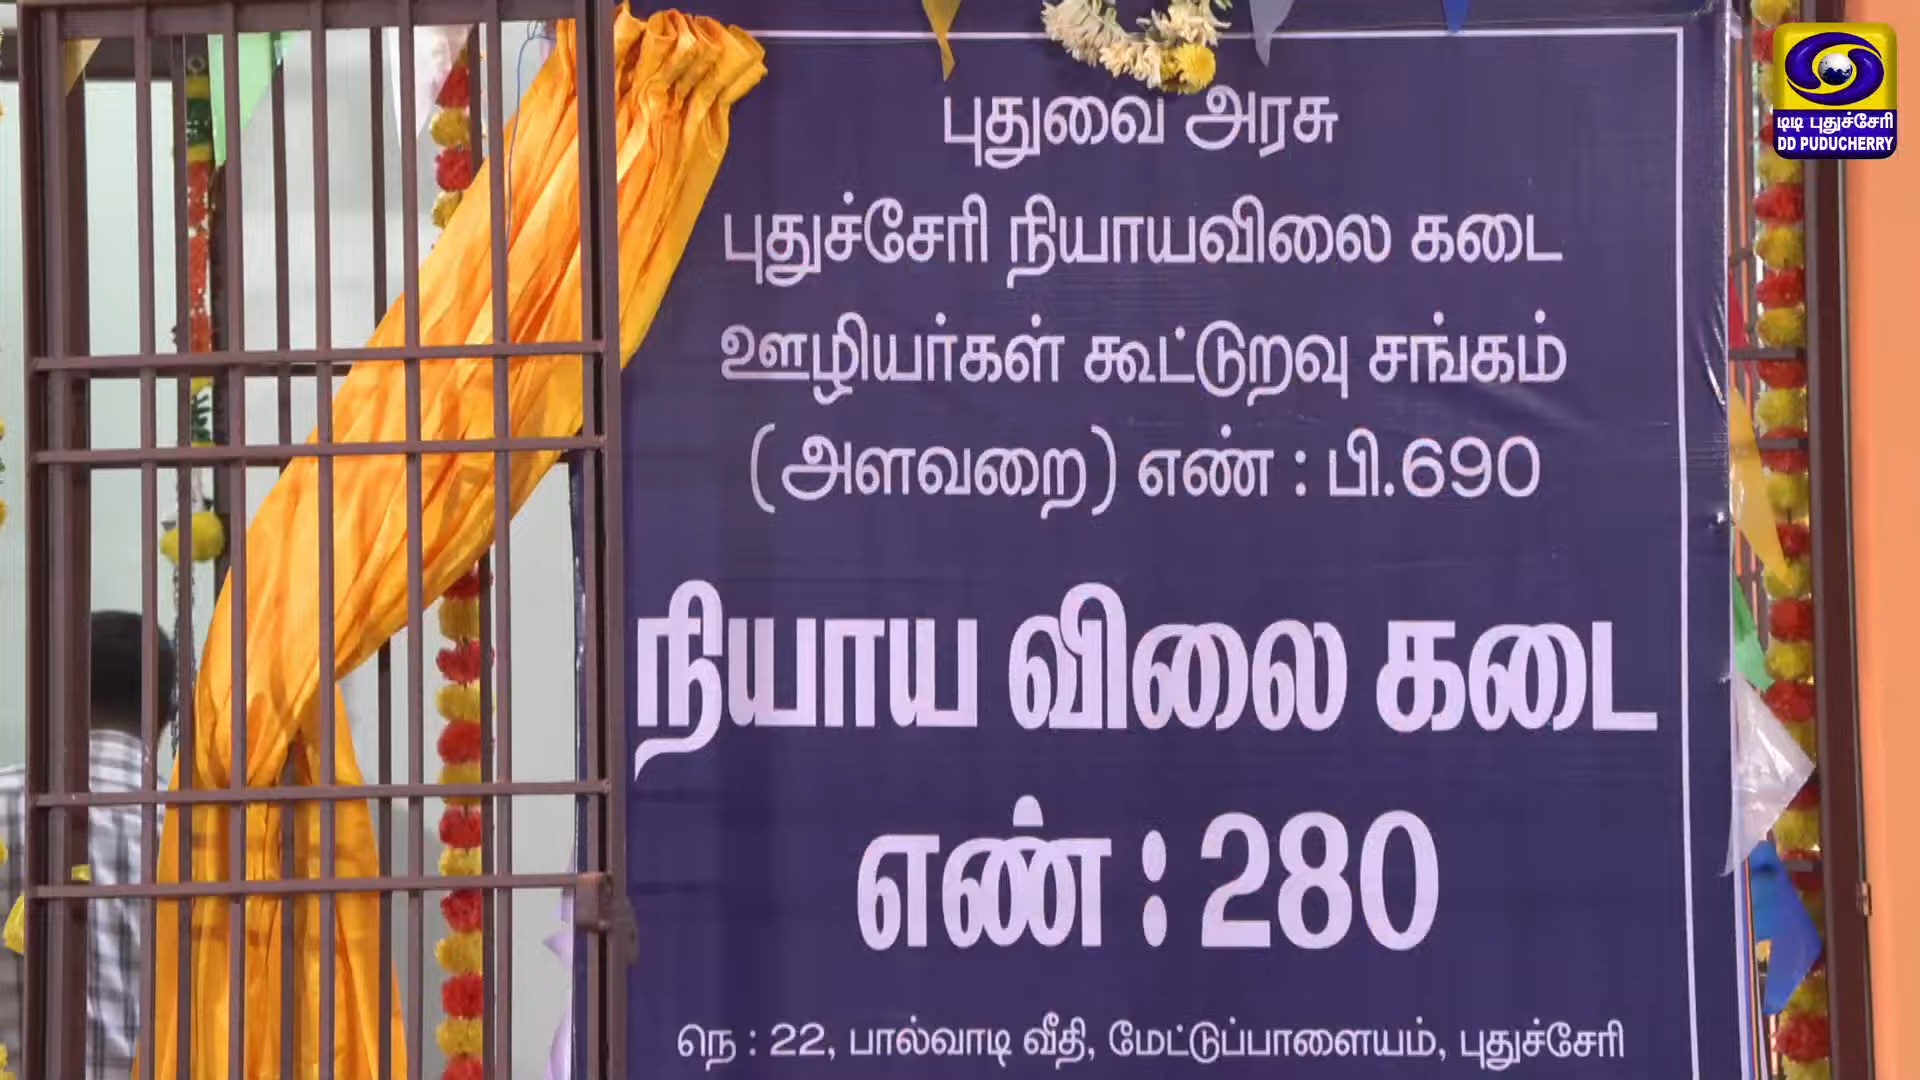 புதுவை அரசு
புதுச்சேரி நியாயவிலை கடை
ஊழியர்கள் கூட்டுறவு சங்கம்
(அளவறை) எண் : பி.690
நியாய விலை கடை
எண் : 280
நெ : 22, பால்வாடி வீதி, மேட்டுப்பாளையம், புதுச்சேரி
டிடி புதுச்சேரி
DD PUDUCHERRY